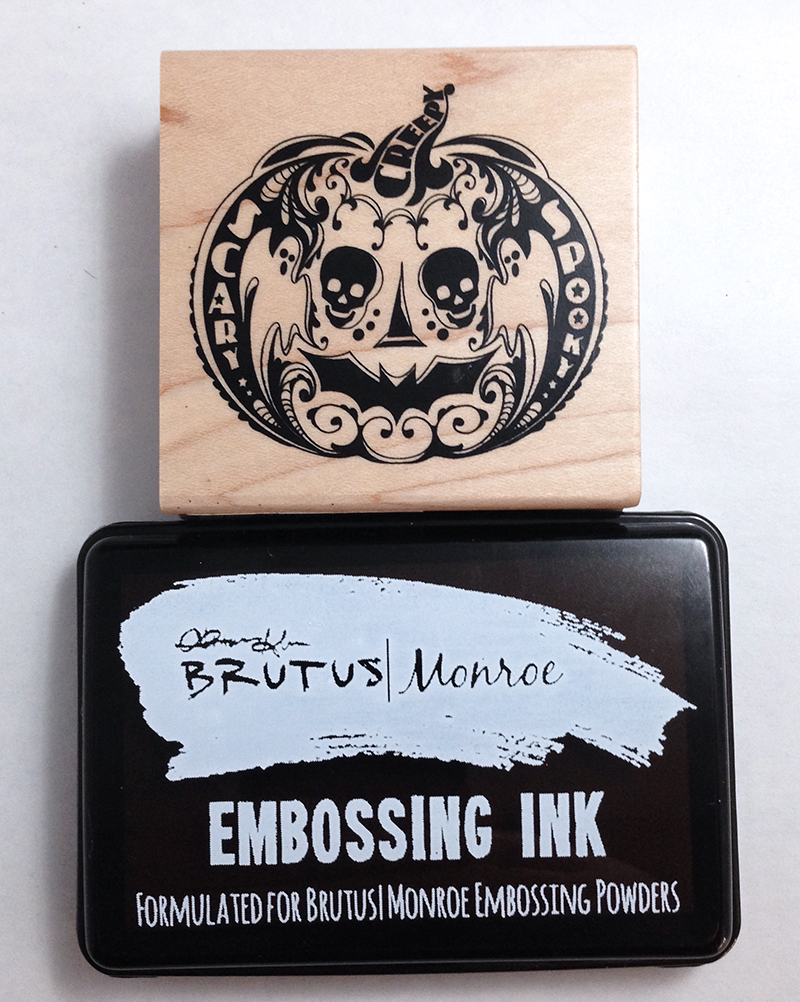 CREEPY
SCARY
SPOOKY
BRUTUS|Monroe
EMBOSSING INK
FORMULATED FOR BRUTUS|MONROE EMBOSSING POWDERS